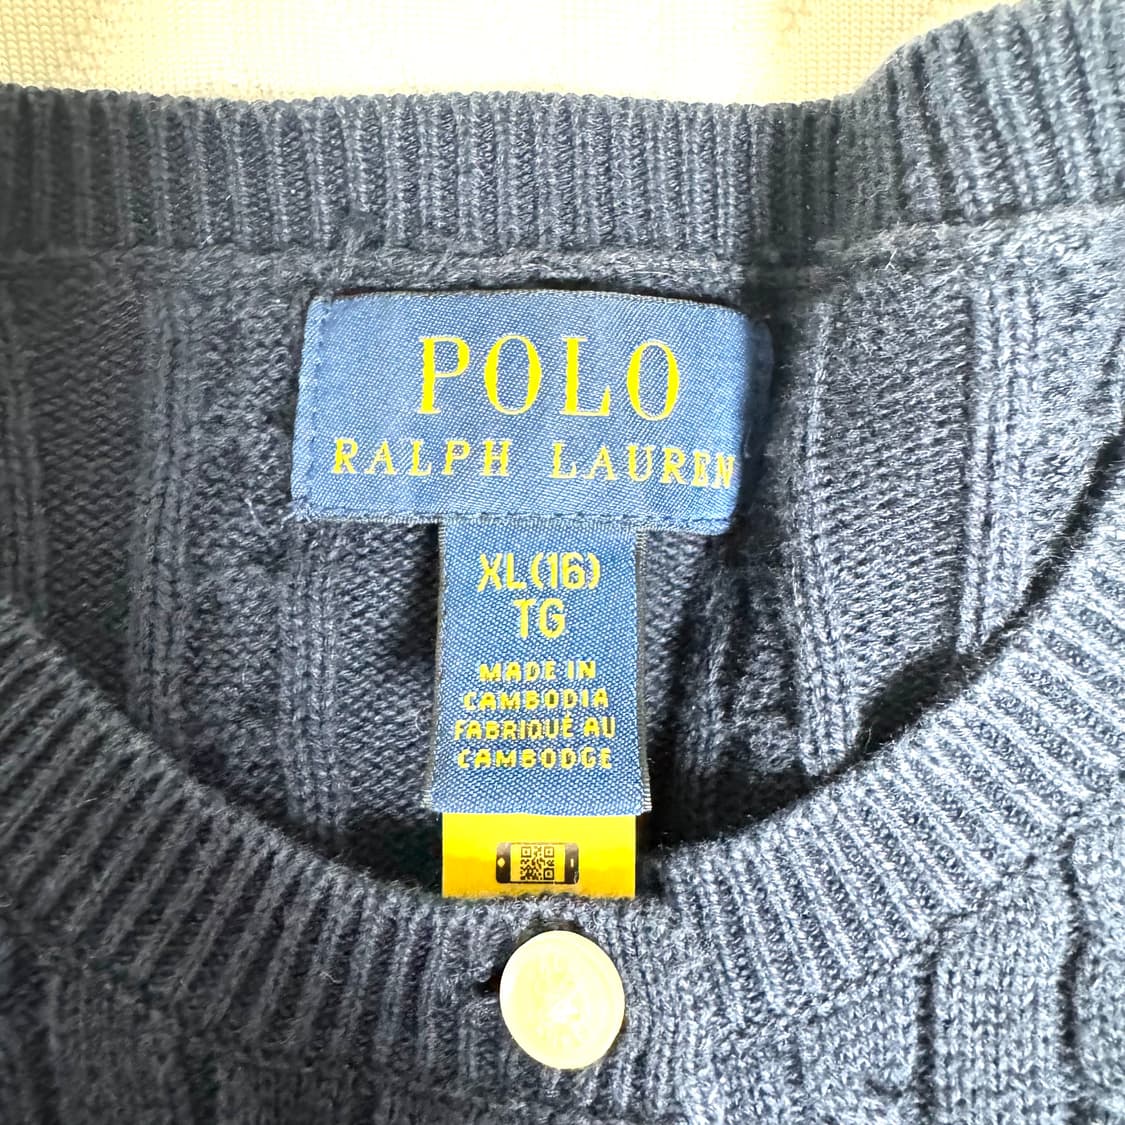 POLO
RALPH LAUREN
XL(16)
TG
MADE IN
CAMBODIA
FABRIQUÉ AU
CAMBODGE